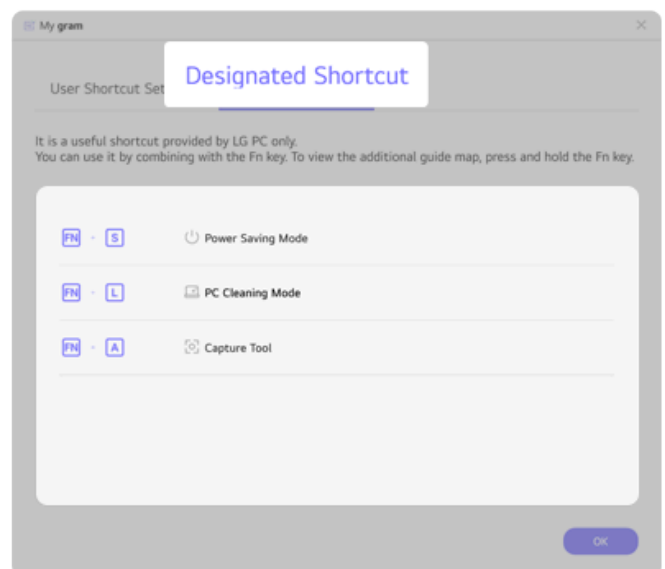 My gram
User Shortcut Set
Designated Shortcut
It is a useful shortcut provided by LG PC only.
You can use it by combining with the Fn key. To view the additional guide map, press and hold the Fn key.
FN - S Power Saving Mode
FN - L PC Cleaning Mode
FN - A Capture Tool
OK